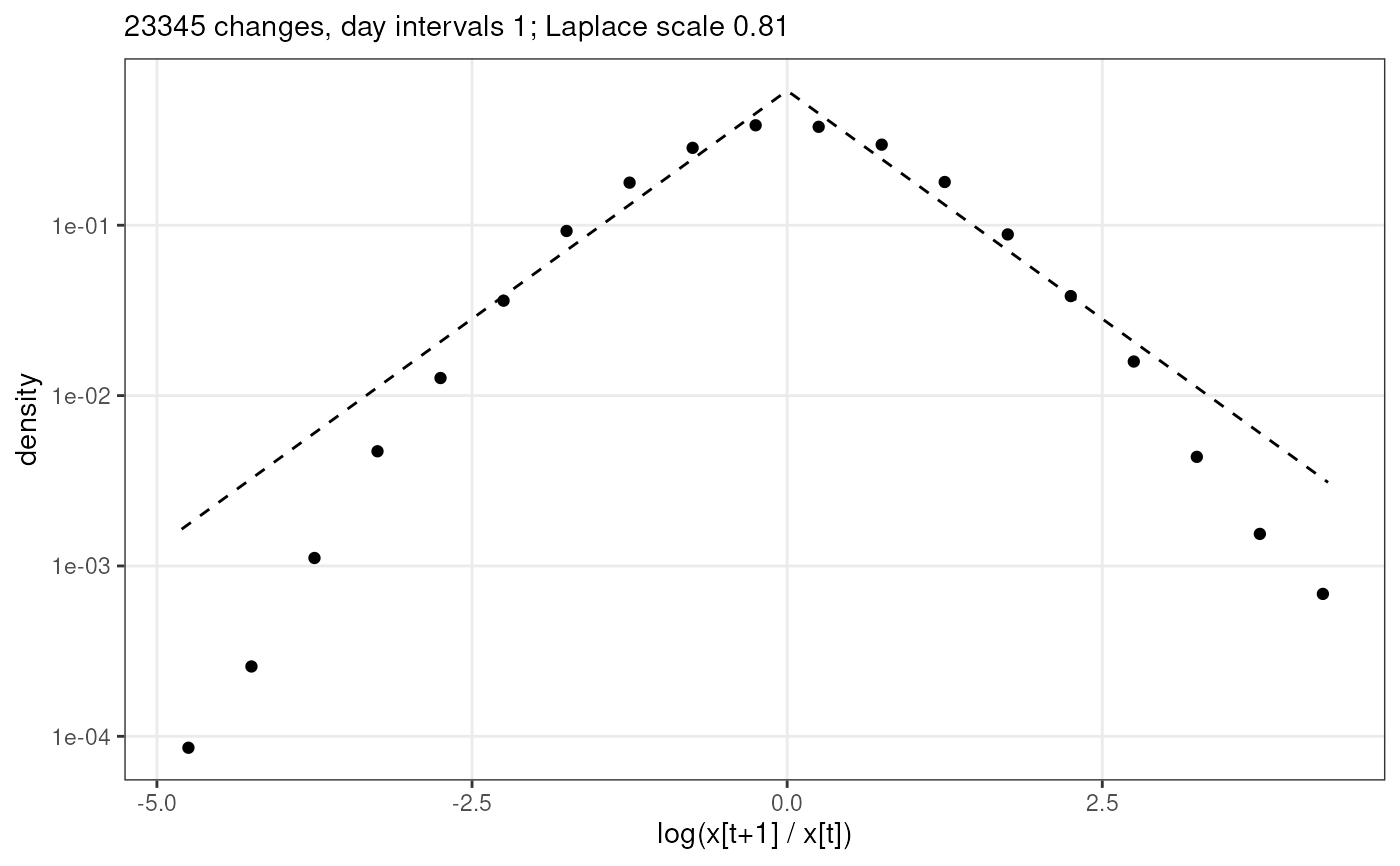 23345 changes, day intervals 1; Laplace scale 0.81
density
1e-01
1e-02
1e-03
1e-04
-5.0
-2.5
0.0
2.5
log(x[t+1] / x[t])